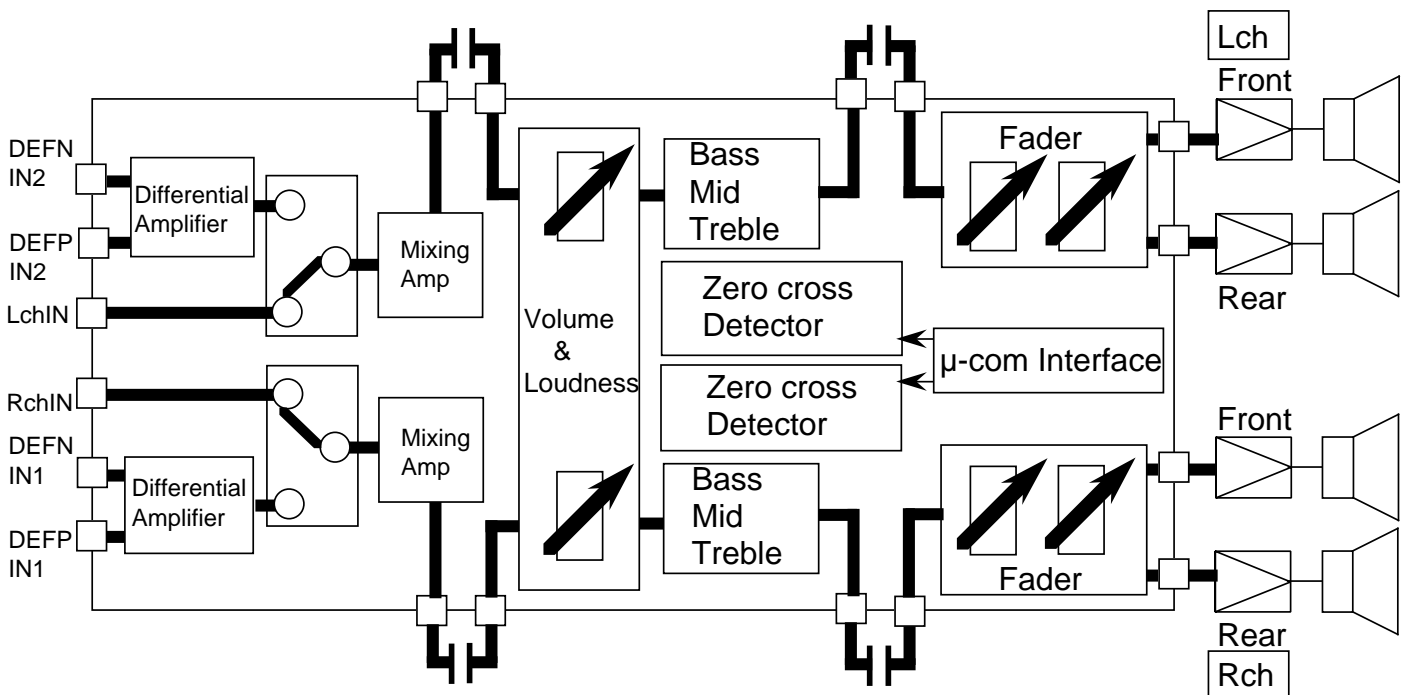 Lch
Front
DEFN
IN2
Differential
Amplifier
DEFP
IN2
LchIN
Mixing
Amp
Bass
Mid
Treble
Fader
Rear
Zero cross
Detector
Volume
&
Loudness
µ-com Interface
Zero cross
Detector
RchIN
DEFN
IN1
Differential
Amplifier
DEFP
IN1
Mixing
Amp
Bass
Mid
Treble
Fader
Front
Rear
Rch